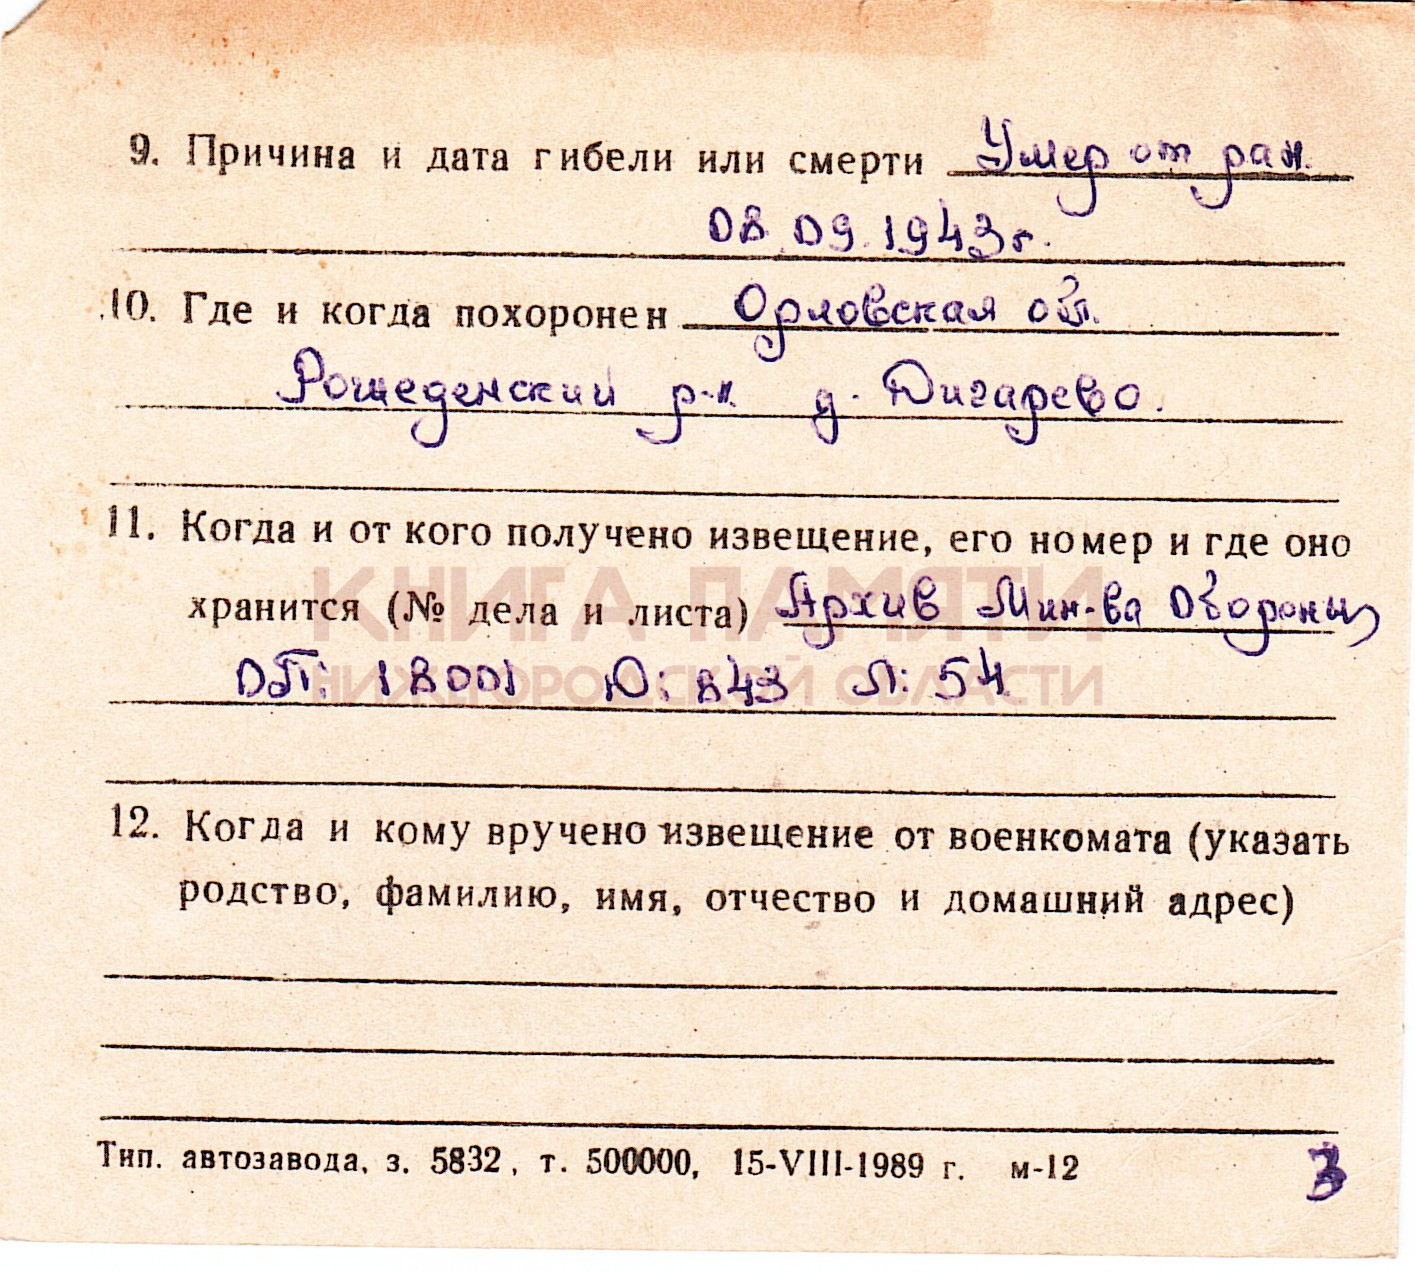 9. Причина и дата гибели или смерти Умер от ран.
08.09.1943г.
10. Где и когда похоронен Орловская обл.
р-н д. Дигарево.
11. Когда и от кого получено извещение, его номер и где оно
КНИГА ПАМЯТИ
хранится (№ дела и листа) Архив Мин-ва Обороны
НИЖЕГОРОДСКОЙ ОБЛАСТИ
ОП: 18001 Д: 843 Л: 54
12. Когда и кому вручено извещение от военкомата (указать
родство, фамилию, имя, отчество и домашний адрес)
Тип. автозавода, з. 5832, т. 500000, 15-VIII-1989 г. м-12
3